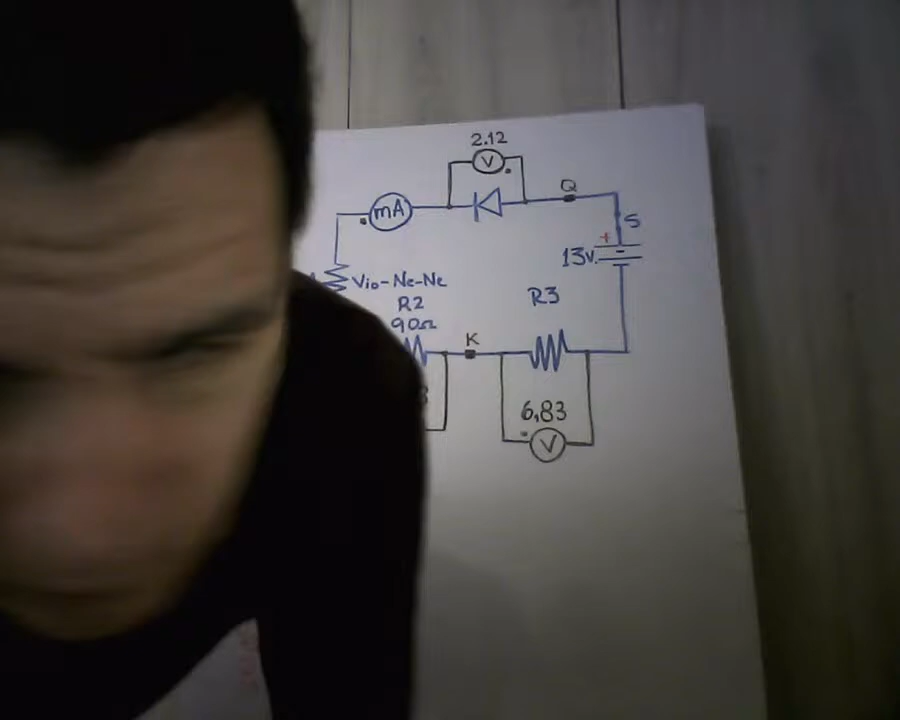 2.12
V
Q
mA
S
+
13v.
Vio-Ne-Ne
R2
90Ω
R3
K
6,83
V